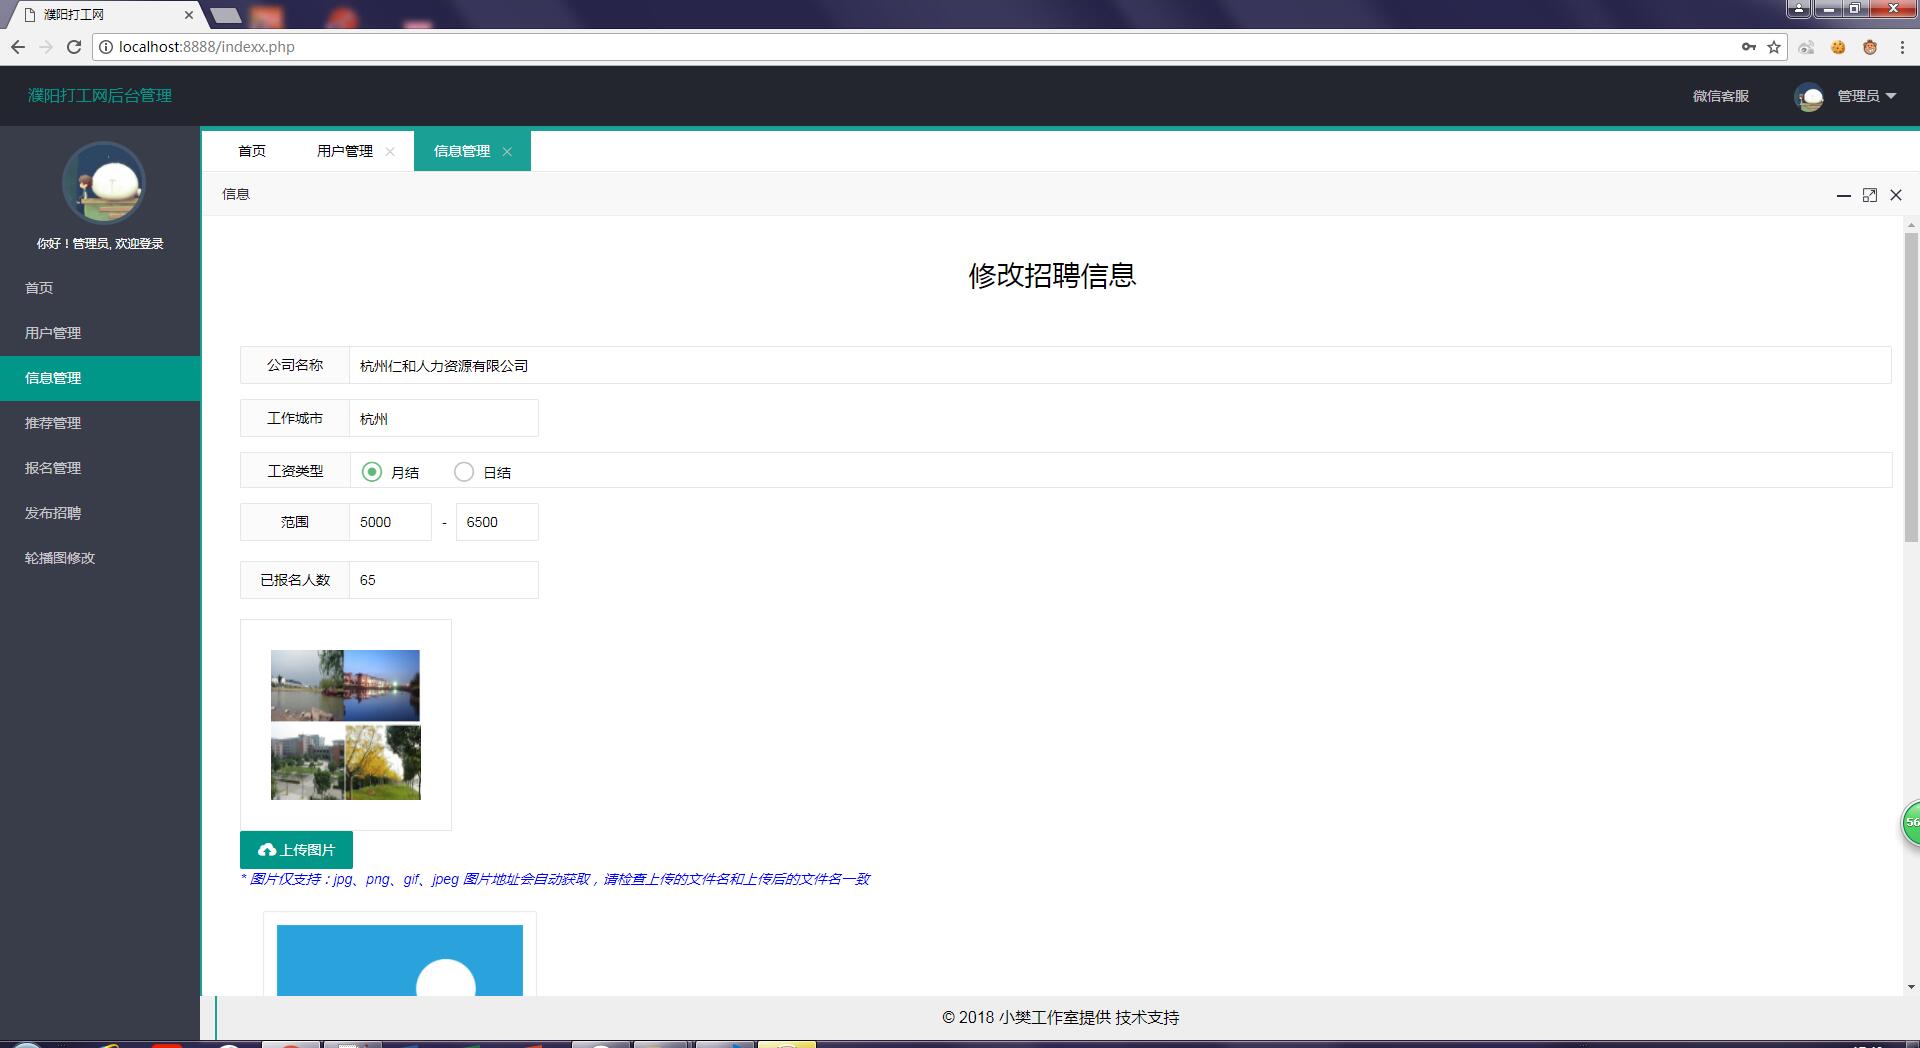 濮阳打工网
localhost:8888/indexx.php
濮阳打工网后台管理
微信客服
管理员
你好！管理员, 欢迎登录
首页
用户管理
信息管理
推荐管理
报名管理
发布招聘
轮播图修改
首页 用户管理 信息管理
信息
修改招聘信息
公司名称 杭州仁和人力资源有限公司
工作城市 杭州
工资类型 月结 日结
范围 5000 - 6500
已报名人数 65
上传图片
* 图片仅支持：jpg、png、gif、jpeg 图片地址会自动获取，请检查上传的文件名和上传后的文件名一致
56
© 2018 小樊工作室提供 技术支持